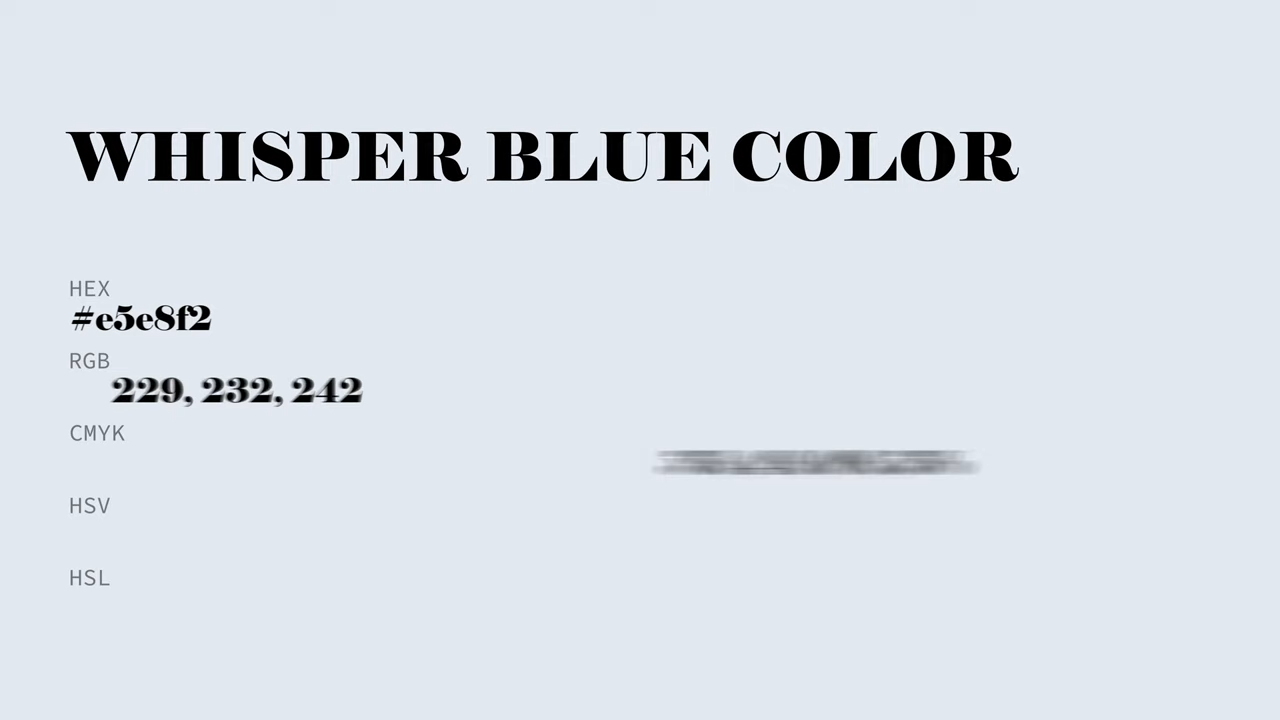 WHISPER BLUE COLOR
HEX
#e5e8f2
RGB
229, 232, 242
CMYK
HSV
HSL